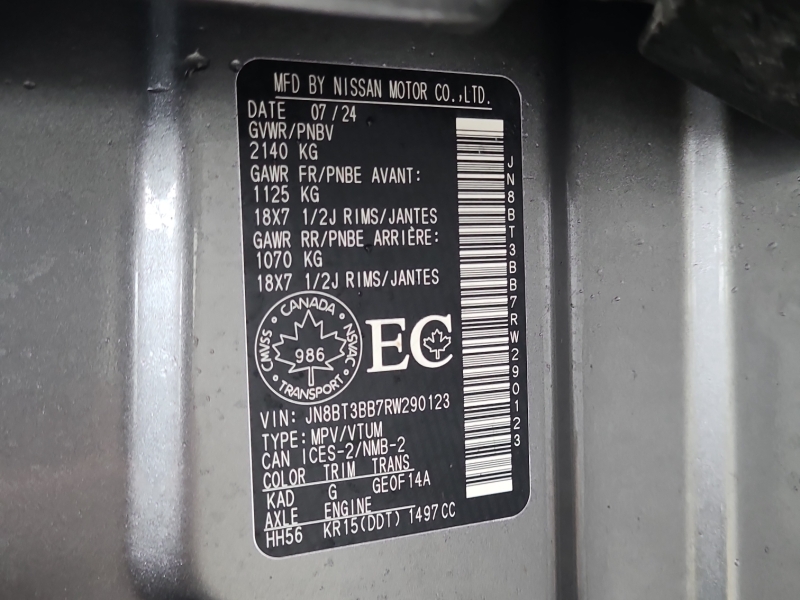 MFD BY NISSAN MOTOR CO.,LTD.
DATE 07/24
GVWR/PNBV
2140 KG
GAWR FR/PNBE AVANT:
1125 KG
18X7 1/2J RIMS/JANTES
GAWR RR/PNBE ARRIÈRE:
1070 KG
18X7 1/2J RIMS/JANTES
CANADA
CMVSS
NSVAC
986
TRANSPORT
EC
VIN: JN8BT3BB7RW290123
TYPE: MPV/VTUM
CAN ICES-2/NMB-2
COLOR TRIM TRANS
KAD G GE0F14A
AXLE ENGINE
HH56 KR15(DDT) 1497CC
JN8BT3BB7RW290123